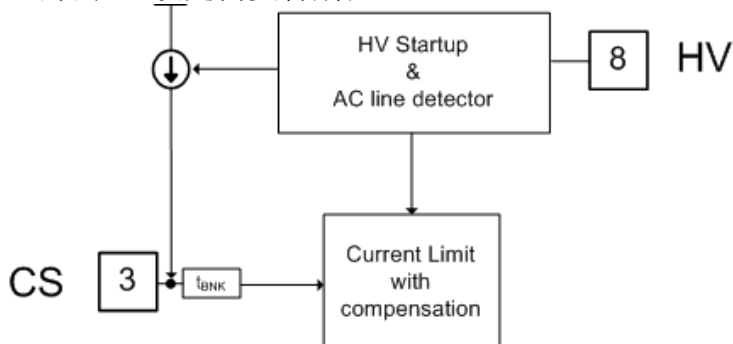 HV Startup
&
AC line detector
8
HV
Current Limit
with
compensation
CS
3
tBNK